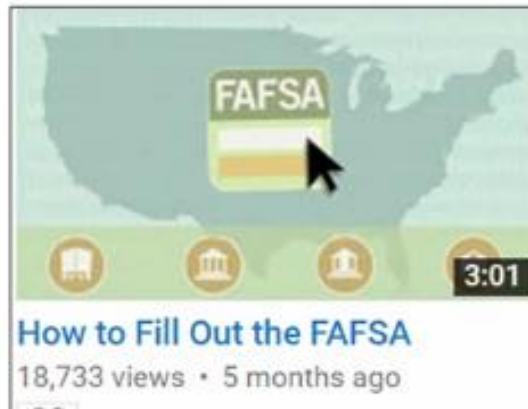 FAFSA
3:01
How to Fill Out the FAFSA
18,733 views • 5 months ago